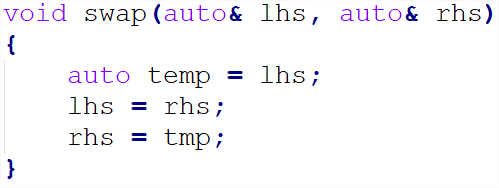 void swap(auto& lhs, auto& rhs)
{
    auto temp = lhs;
    lhs = rhs;
    rhs = tmp;
}